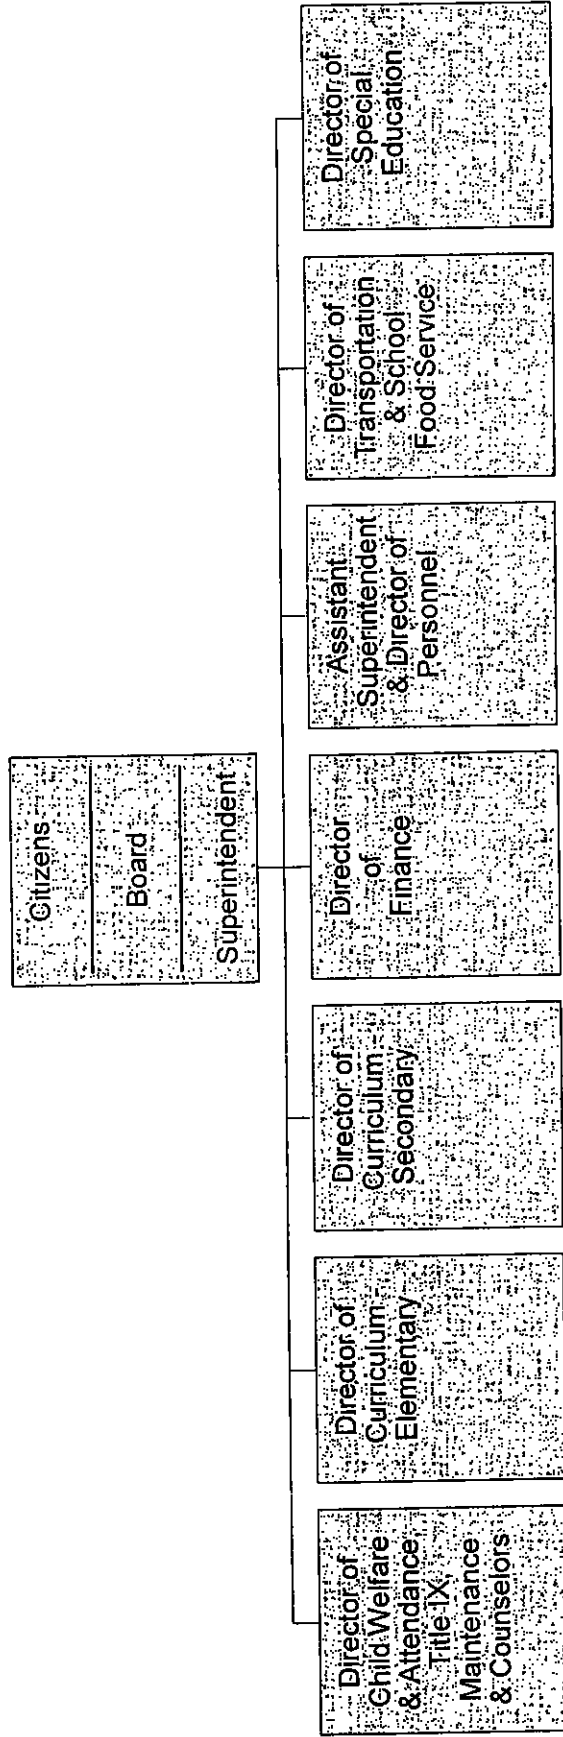 Citizens
Board
Superintendent
Director of
Child Welfare
& Attendance,
Title IX,
Maintenance
& Counselors
Director of
Curriculum -
Elementary
Director of
Curriculum -
Secondary
Director
of
Finance
Assistant
Superintendent
& Director of
Personnel
Director of
Transportation
& School
Food Service
Director of
Special
Education